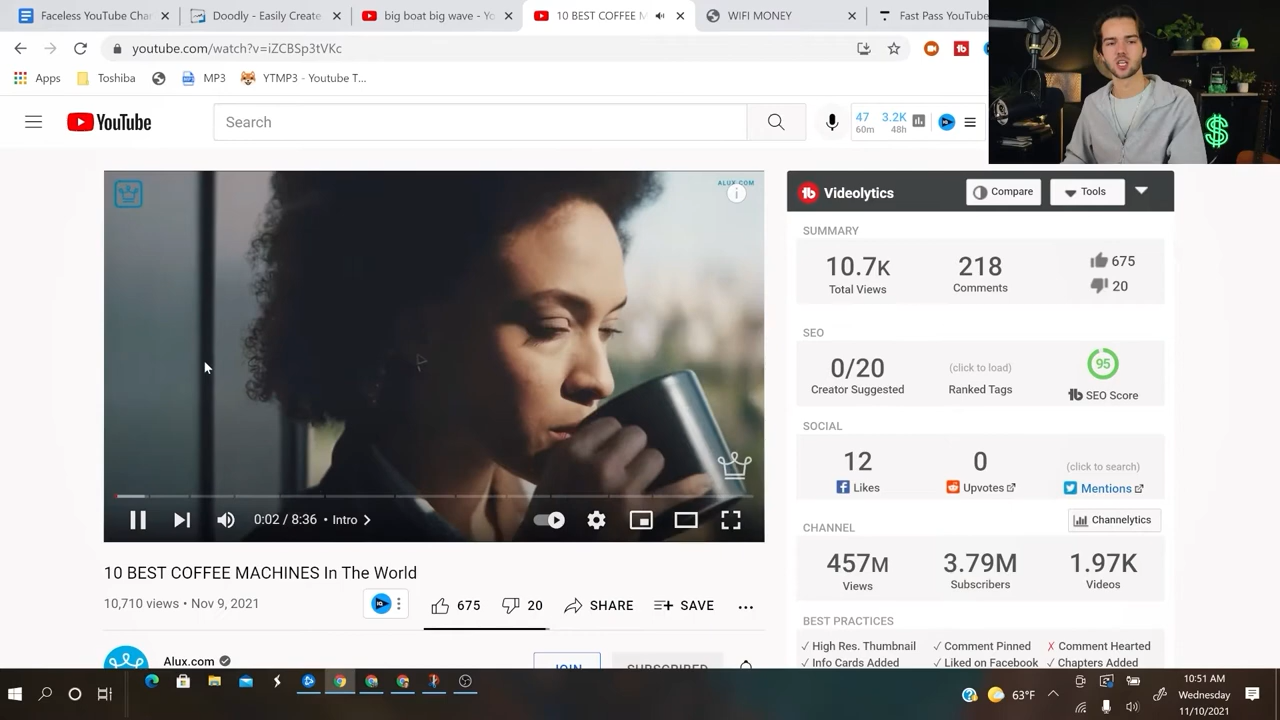 Faceless YouTube Cha
Doodly - Easily Create
big boat big wave - Yo
10 BEST COFFEE M
WIFI MONEY
Fast Pass YouTube
youtube.com/watch?v=iZCBSp3tVKc
Apps
Toshiba
MP3
YTMP3 - Youtube T...
YouTube
Search
47
60m
3.2K
48h
ALUX.COM
Videolytics
Compare
Tools
SUMMARY
10.7K
Total Views
218
Comments
675
20
SEO
0/20
Creator Suggested
(click to load)
Ranked Tags
95
SEO Score
SOCIAL
12
Likes
0
Upvotes
(click to search)
Mentions
CHANNEL
Channelytics
457M
Views
3.79M
Subscribers
1.97K
Videos
BEST PRACTICES
✓ High Res. Thumbnail
✓ Comment Pinned
✗ Comment Hearted
✓ Info Cards Added
✓ Liked on Facebook
✓ Chapters Added
0:02 / 8:36 • Intro
10 BEST COFFEE MACHINES In The World
10,710 views • Nov 9, 2021
675
20
SHARE
SAVE
Alux.com
JOIN
SUBSCRIBED
63°F
10:51 AM
Wednesday
11/10/2021